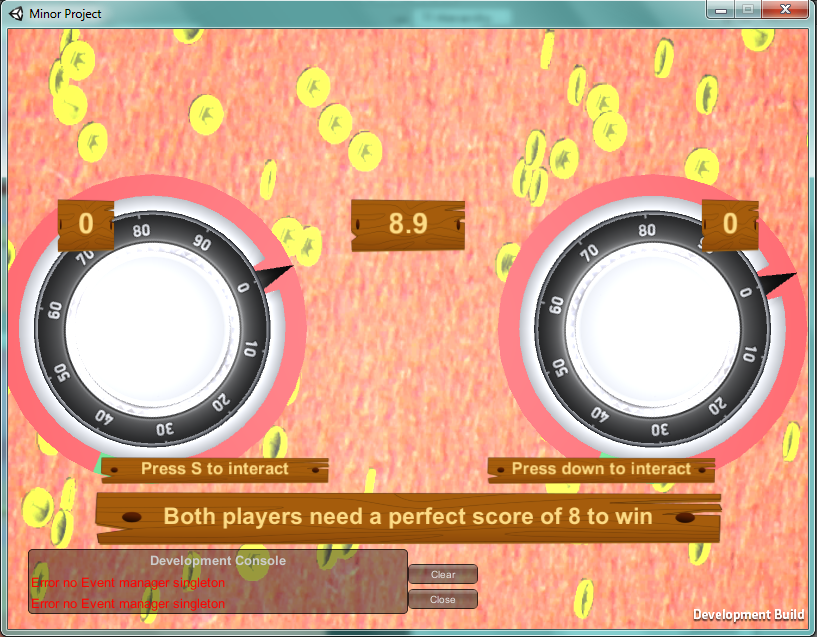 Minor Project
0
8.9
0
80
90
70
0
60
10
50
20
40
30
80
70
0
60
10
50
20
40
30
Press S to interact
Press down to interact
Both players need a perfect score of 8 to win
Development Console
Error no Event manager singleton
Clear
Error no Event manager singleton
Close
Development Build